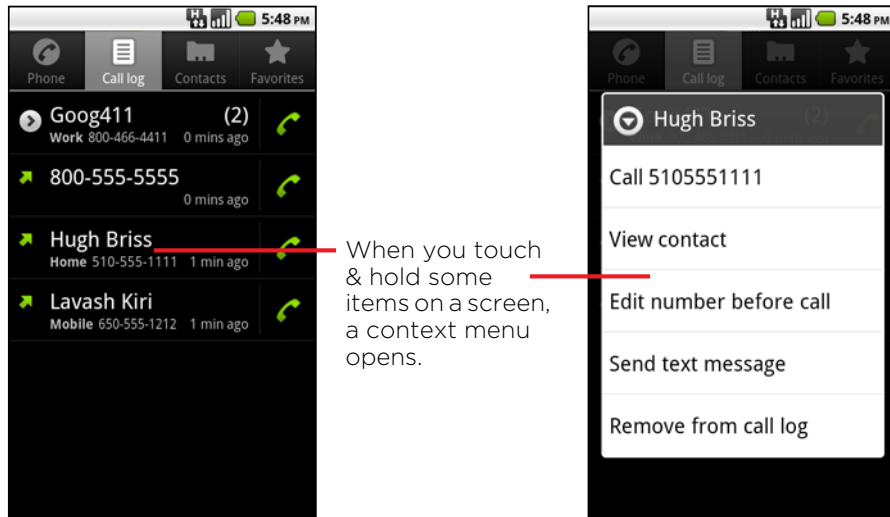 5:48 PM
Phone Call log Contacts Favorites
Goog411 (2)
Work 800-466-4411 0 mins ago
800-555-5555
0 mins ago
Hugh Briss
Home 510-555-1111 1 min ago
Lavash Kiri
Mobile 650-555-1212 1 min ago
When you touch
& hold some
items on a screen,
a context menu
opens.
5:48 PM
Phone Call log Contacts Favorites
Hugh Briss (2)
Call 5105551111
View contact
Edit number before call
Send text message
Remove from call log